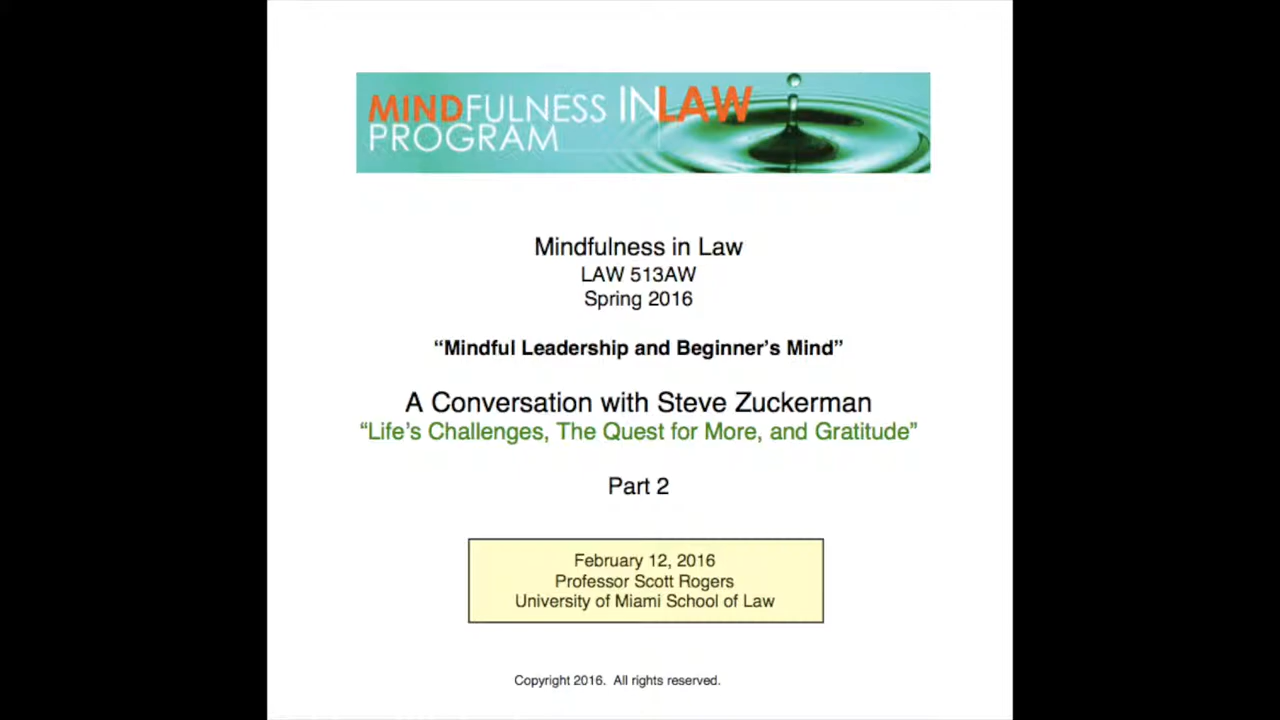 MINDFULNESS IN LAW
PROGRAM
Mindfulness in Law
LAW 513AW
Spring 2016
“Mindful Leadership and Beginner’s Mind”
A Conversation with Steve Zuckerman
“Life’s Challenges, The Quest for More, and Gratitude”
Part 2
February 12, 2016
Professor Scott Rogers
University of Miami School of Law
Copyright 2016. All rights reserved.